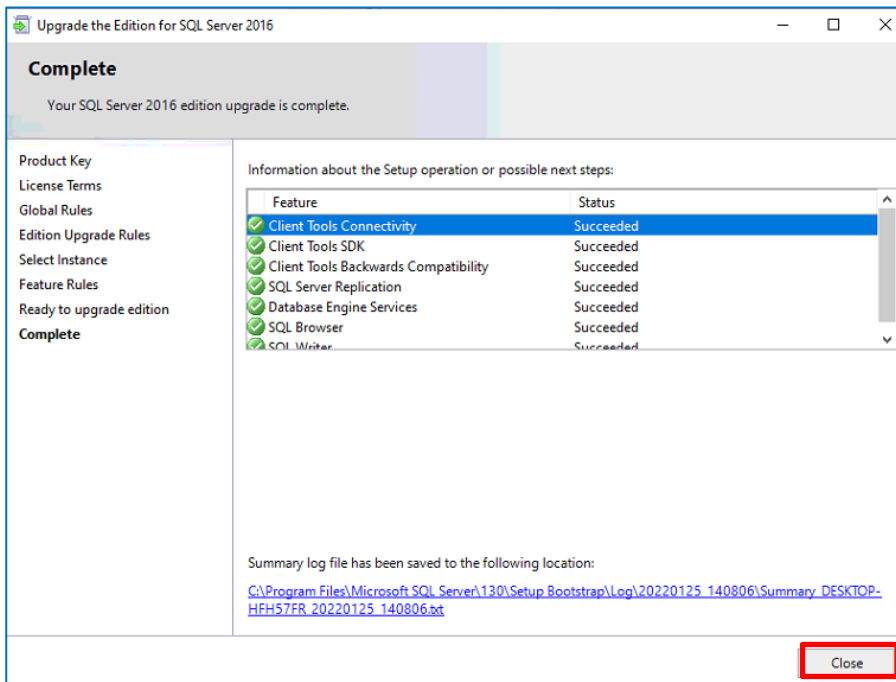 Upgrade the Edition for SQL Server 2016
Complete
Your SQL Server 2016 edition upgrade is complete.
Product Key
License Terms
Global Rules
Edition Upgrade Rules
Select Instance
Feature Rules
Ready to upgrade edition
Complete
Information about the Setup operation or possible next steps:
Feature Status
Client Tools Connectivity Succeeded
Client Tools SDK Succeeded
Client Tools Backwards Compatibility Succeeded
SQL Server Replication Succeeded
Database Engine Services Succeeded
SQL Browser Succeeded
SQL Writer Succeeded
Summary log file has been saved to the following location:
C:\Program Files\Microsoft SQL Server\130\Setup Bootstrap\Log\20220125_140806\Summary_DESKTOP-
HFH57FR_20220125_140806.txt
Close